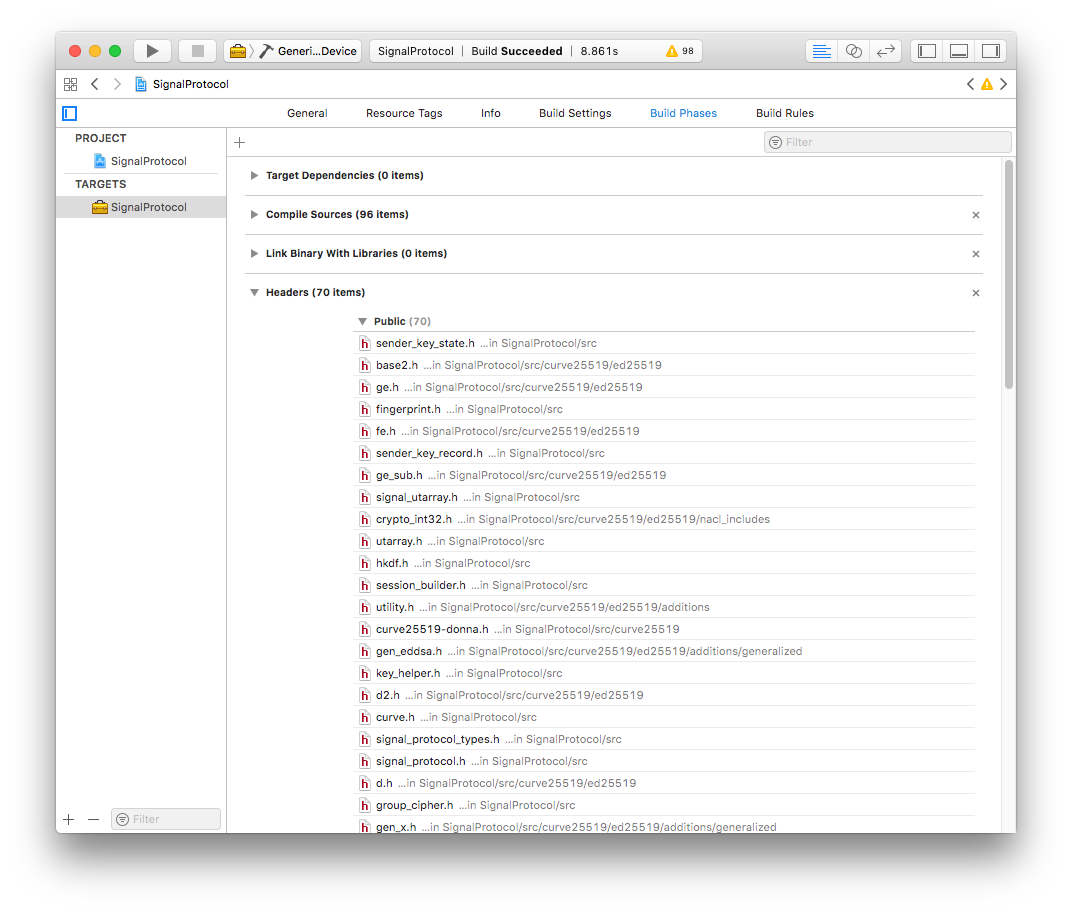 Generi...Device SignalProtocol | Build Succeeded | 8.861s 98
SignalProtocol
General Resource Tags Info Build Settings Build Phases Build Rules
PROJECT
SignalProtocol
TARGETS
SignalProtocol
Filter
Filter
Target Dependencies (0 items)
Compile Sources (96 items)
Link Binary With Libraries (0 items)
Headers (70 items)
Public (70)
h sender_key_state.h ...in SignalProtocol/src
h base2.h ...in SignalProtocol/src/curve25519/ed25519
h ge.h ...in SignalProtocol/src/curve25519/ed25519
h fingerprint.h ...in SignalProtocol/src
h fe.h ...in SignalProtocol/src/curve25519/ed25519
h sender_key_record.h ...in SignalProtocol/src
h ge_sub.h ...in SignalProtocol/src/curve25519/ed25519
h signal_utarray.h ...in SignalProtocol/src
h crypto_int32.h ...in SignalProtocol/src/curve25519/ed25519/nacl_includes
h utarray.h ...in SignalProtocol/src
h hkdf.h ...in SignalProtocol/src
h session_builder.h ...in SignalProtocol/src
h utility.h ...in SignalProtocol/src/curve25519/ed25519/additions
h curve25519-donna.h ...in SignalProtocol/src/curve25519
h gen_eddsa.h ...in SignalProtocol/src/curve25519/ed25519/additions/generalized
h key_helper.h ...in SignalProtocol/src
h d2.h ...in SignalProtocol/src/curve25519/ed25519
h curve.h ...in SignalProtocol/src
h signal_protocol_types.h ...in SignalProtocol/src
h signal_protocol.h ...in SignalProtocol/src
h d.h ...in SignalProtocol/src/curve25519/ed25519
h group_cipher.h ...in SignalProtocol/src
h gen_x.h ...in SignalProtocol/src/curve25519/ed25519/additions/generalized